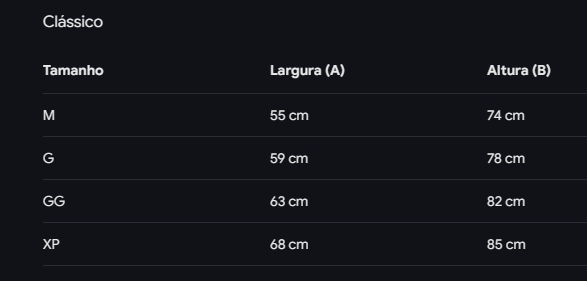 Clássico
Tamanho Largura (A) Altura (B)
M 55 cm 74 cm
G 59 cm 78 cm
GG 63 cm 82 cm
XP 68 cm 85 cm